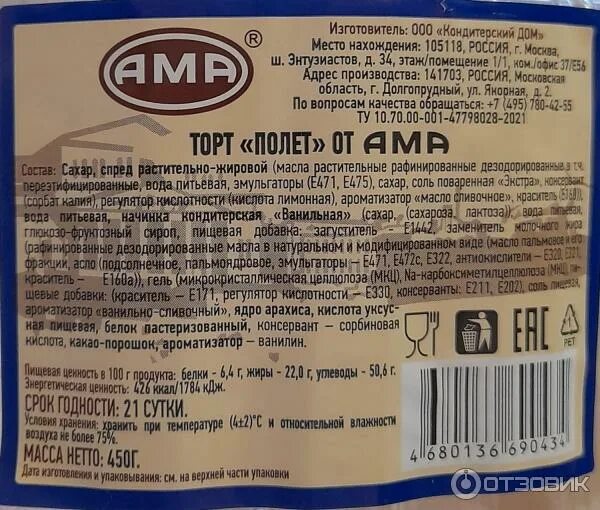 АМА®
Изготовитель: ООО «Кондитерский ДОМ»
Место нахождения: 105118, РОССИЯ, г. Москва,
ш. Энтузиастов, д. 34, этаж/помещение 1/1, ком./офис 37/E56
Адрес производства: 141703, РОССИЯ, Московская
область, г. Долгопрудный, ул. Якорная, д. 2.
По вопросам качества обращаться: +7 (495) 780-42-55
ТУ 10.70.00-001-47798028-2021
ТОРТ «ПОЛЕТ» ОТ АМА
Состав: Сахар, спред растительно-жировой (масла растительные рафинированные дезодорированные в т.ч.
переэтифицированные, вода питьевая, эмульгаторы (Е471, Е475), сахар, соль поваренная «Экстра», консервант
(сорбат калия), регулятор кислотности (кислота лимонная), ароматизатор «масло сливочное», краситель (Е160)),
вода питьевая, начинка кондитерская «Ванильная» (сахар, (сахароза, лактоза)), вода питьевая,
глюкозо-фруктозный сироп, пищевая добавка: загуститель – Е1442, заменитель молочного жира
(рафинированные дезодорированные масла в натуральном и модифицированном виде (масло пальмовое и его
фракции, масло (подсолнечное, пальмоядровое, эмульгаторы – Е471, Е472с, Е322, антиокислители – Е320, Е321,
краситель – Е160а)), гели (микрокристаллическая целлюлоза (МКЦ), Na-карбоксиметилцеллюлоза (МКЦ), пи-
щевые добавки: (краситель – Е171, регулятор кислотности – Е330, консерванты: Е211, Е202), соль пищевая,
ароматизатор «ванильно-сливочный», ядро арахиса, кислота уксус-
ная пищевая, белок пастеризованный, консервант – сорбиновая
кислота, какао-порошок, ароматизатор – ванилин.
Пищевая ценность в 100 г продукта: белки - 6,4 г, жиры - 22,0 г, углеводы - 50,6 г.
Энергетическая ценность: 426 ккал/1784 кДж.
СРОК ГОДНОСТИ: 21 СУТКИ.
Условия хранения: хранить при температуре (4±2)°С и относительной влажности
воздуха не более 75%.
МАССА НЕТТО: 450Г.
Дата изготовления и упаковывания: см. на верхней части упаковки
EAC
1
PET
4 680136 690434
ОТЗОВИК